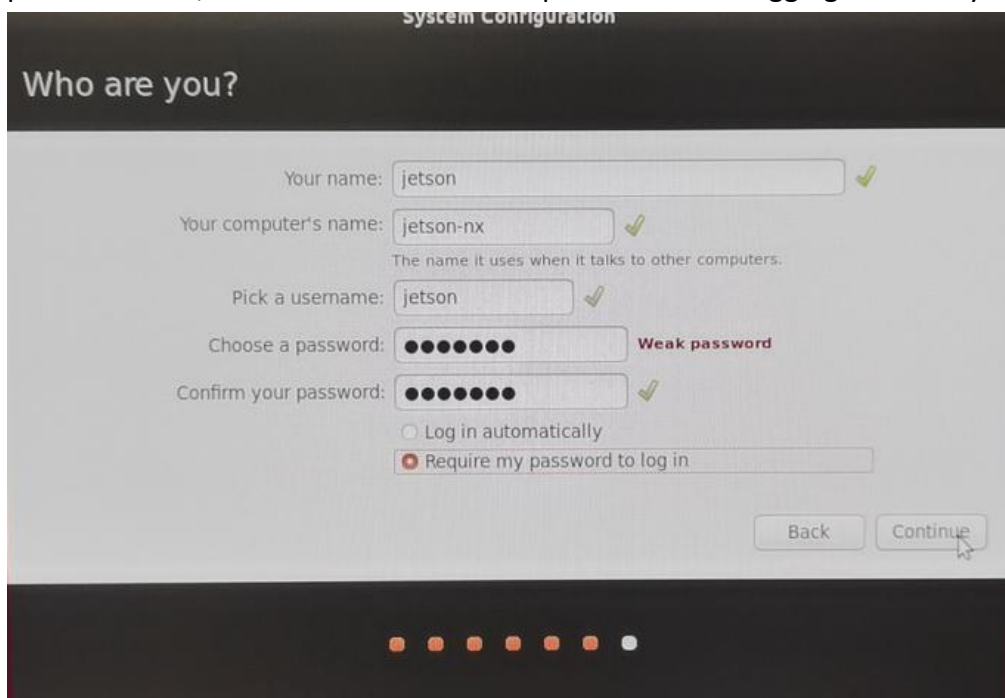 System Configuration
Who are you?
Your name: jetson
Your computer's name: jetson-nx
The name it uses when it talks to other computers.
Pick a username: jetson
Choose a password: ●●●●●●● Weak password
Confirm your password: ●●●●●●●
Log in automatically
Require my password to log in
Back Continue